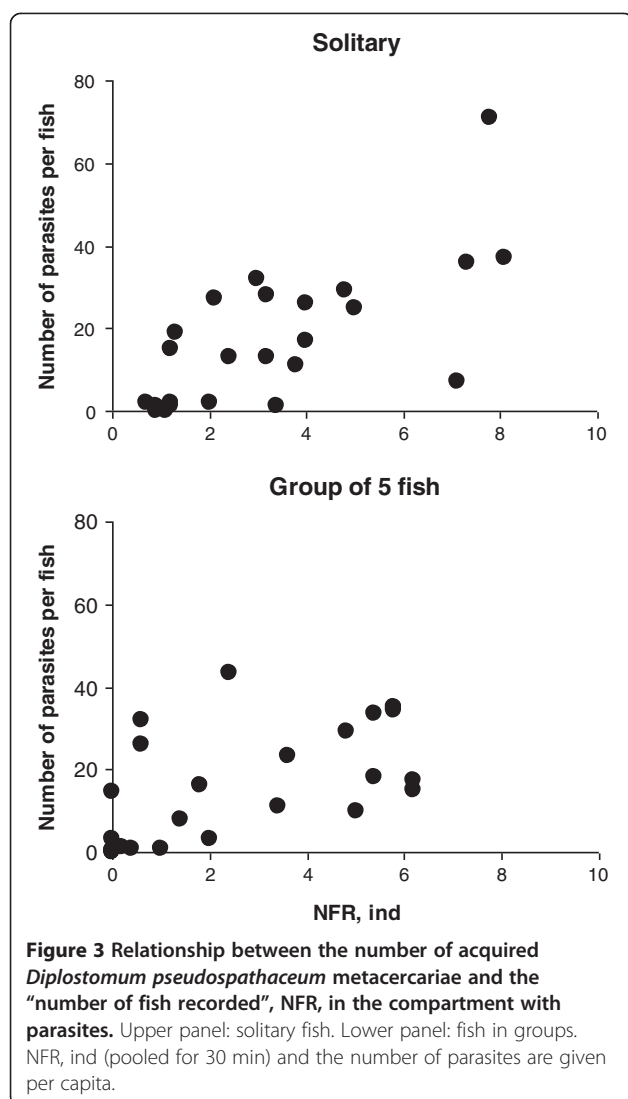 Solitary
80
60
40
20
0
Number of parasites per fish
0 2 4 6 8 10
Group of 5 fish
80
60
40
20
0
Number of parasites per fish
0 2 4 6 8 10
NFR, ind
Figure 3 Relationship between the number of acquired
Diplostomum pseudospathaceum metacercariae and the
“number of fish recorded”, NFR, in the compartment with
parasites. Upper panel: solitary fish. Lower panel: fish in groups.
NFR, ind (pooled for 30 min) and the number of parasites are given
per capita.